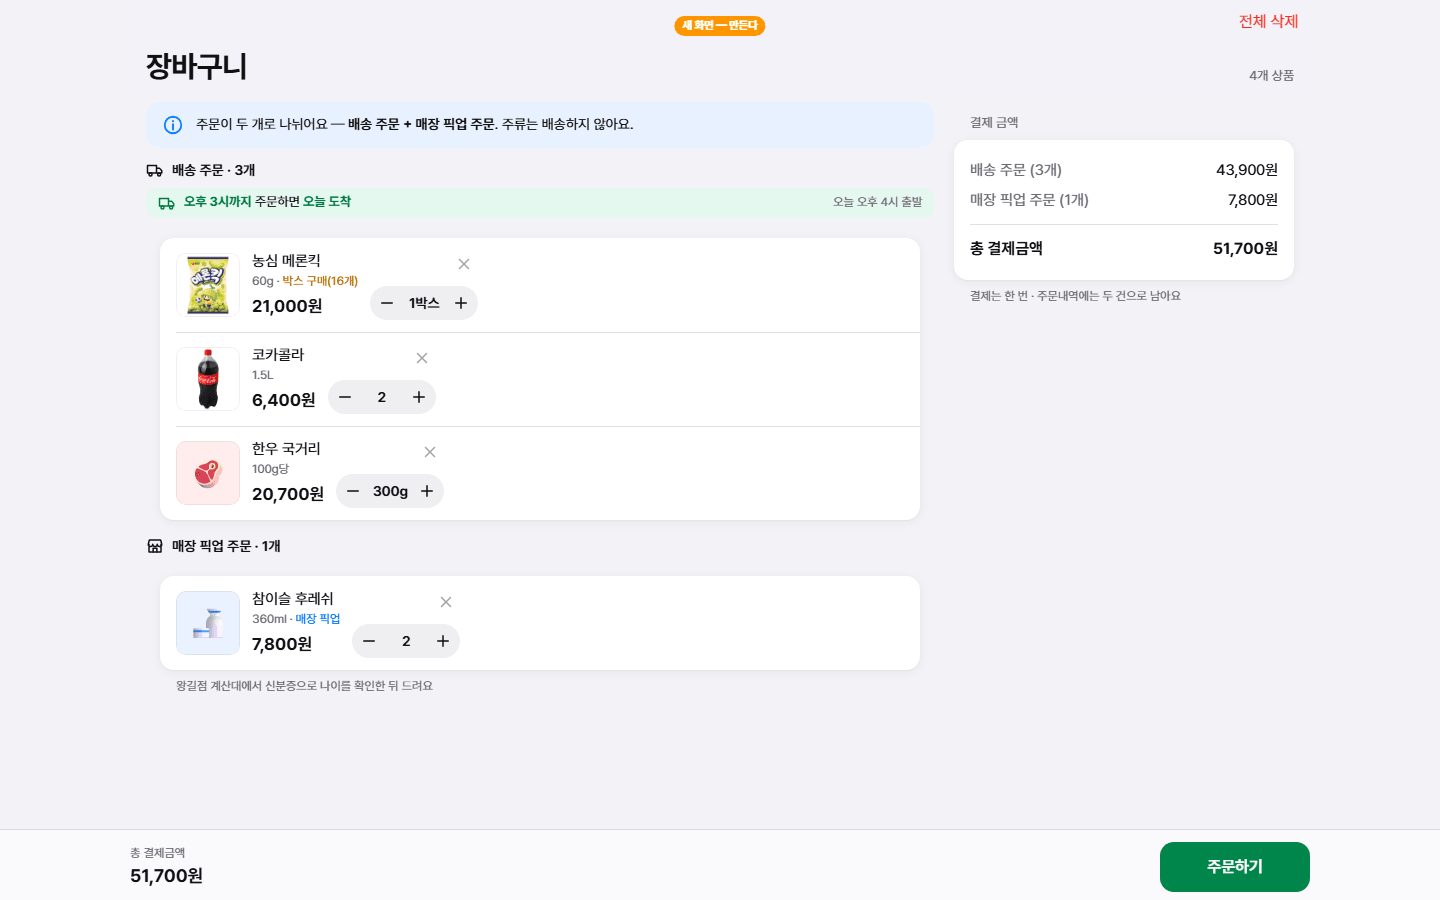 새 화면 — 만든다
전체 삭제
장바구니
4개 상품
주문이 두 개로 나뉘어요 — 배송 주문 + 매장 픽업 주문. 주류는 배송하지 않아요.
배송 주문 · 3개
오후 3시까지 주문하면 오늘 도착
오늘 오후 4시 출발
농심 메론킥
60g · 박스 구매(16개)
21,000원
1박스
코카콜라
1.5L
6,400원
2
한우 국거리
100g당
20,700원
300g
매장 픽업 주문 · 1개
참이슬 후레쉬
360ml · 매장 픽업
7,800원
2
왕길점 계산대에서 신분증으로 나이를 확인한 뒤 드려요
결제 금액
배송 주문 (3개)
43,900원
매장 픽업 주문 (1개)
7,800원
총 결제금액
51,700원
결제는 한 번 · 주문내역에는 두 건으로 남아요
총 결제금액
51,700원
주문하기